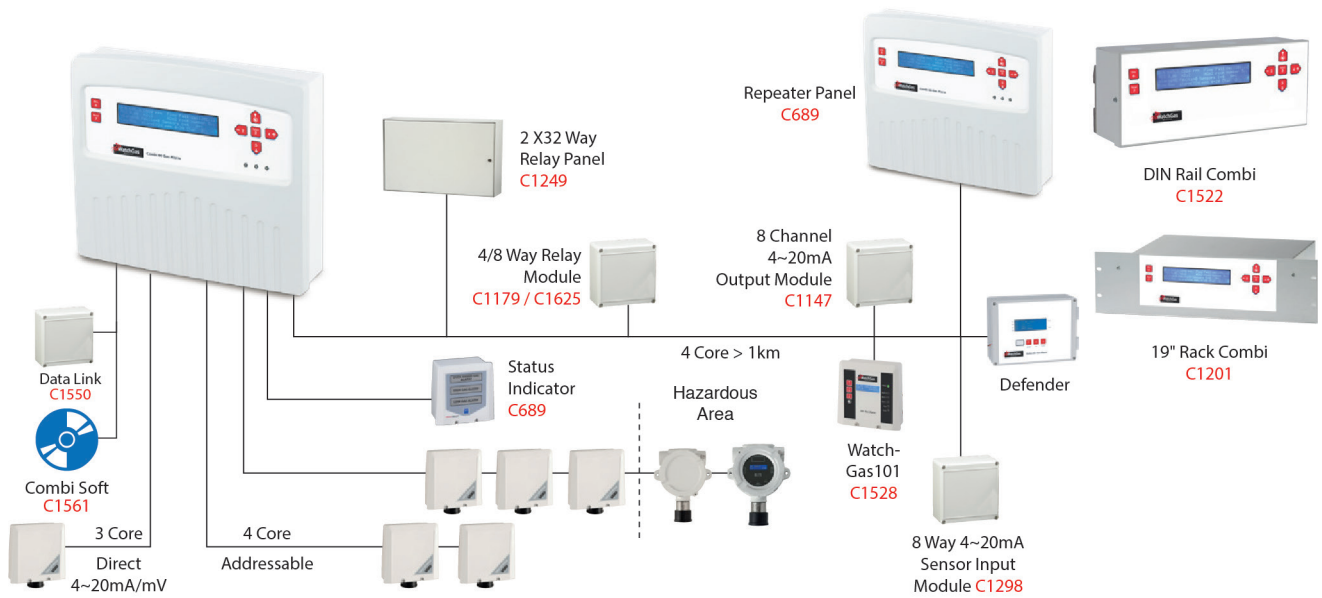 Repeater Panel
C689
2 X32 Way
Relay Panel
C1249
DIN Rail Combi
C1522
4/8 Way Relay
Module
C1179 / C1625
8 Channel
4~20mA
Output Module
C1147
4 Core > 1km
19" Rack Combi
C1201
Data Link
C1550
Status
Indicator
C689
Hazardous
Area
Defender
Watch-
Gas101
C1528
Combi Soft
C1561
3 Core
Direct
4~20mA/mV
4 Core
Addressable
8 Way 4~20mA
Sensor Input
Module C1298
WatchGas